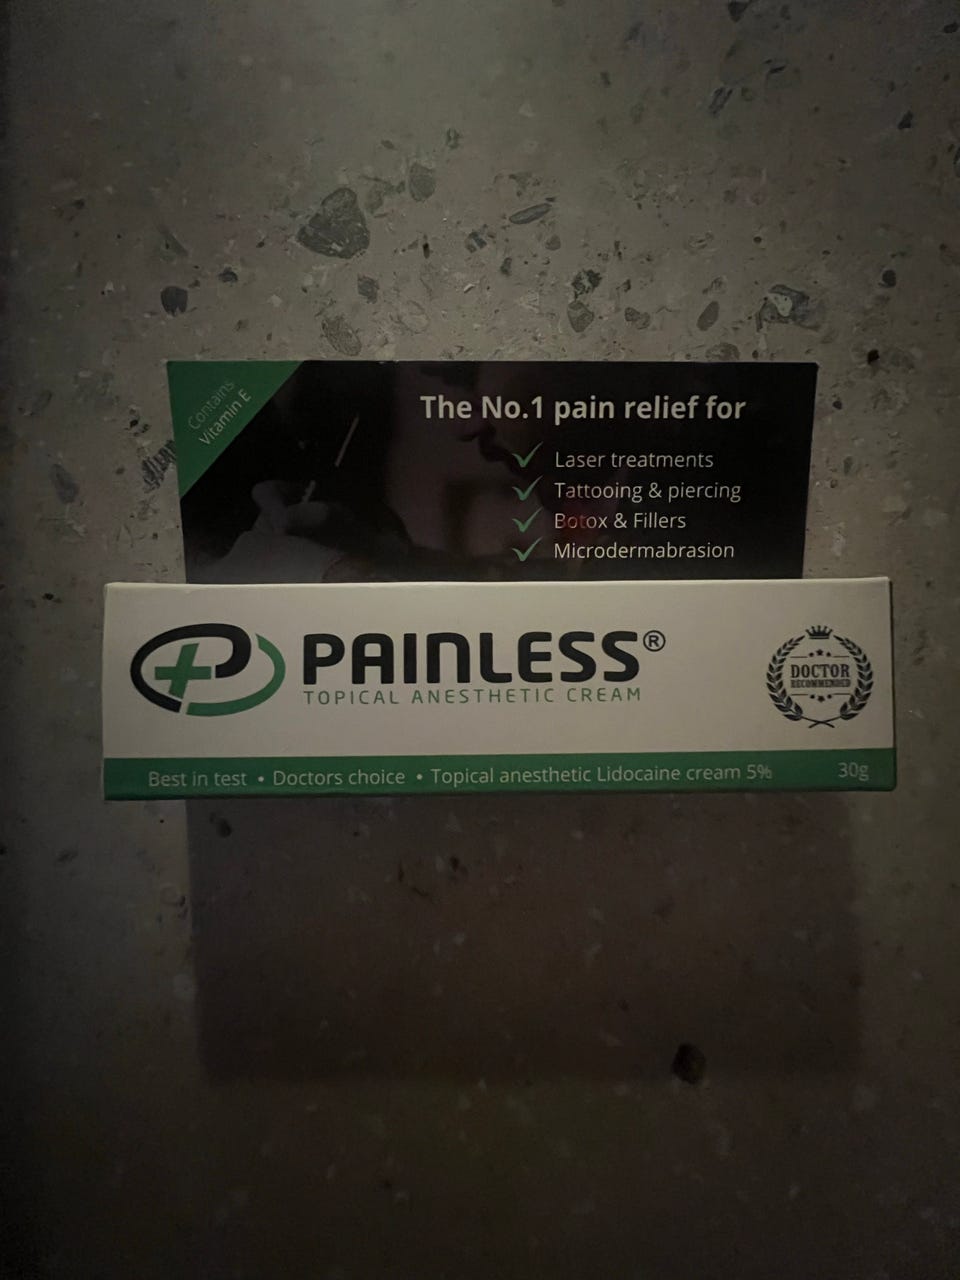 Contains
Vitamin E
The No.1 pain relief for
Laser treatments
Tattooing & piercing
Botox & Fillers
Microdermabrasion
PAINLESS®
TOPICAL ANESTHETIC CREAM
DOCTOR
RECOMMENDED
Best in test • Doctors choice • Topical anesthetic Lidocaine cream 5%
30g